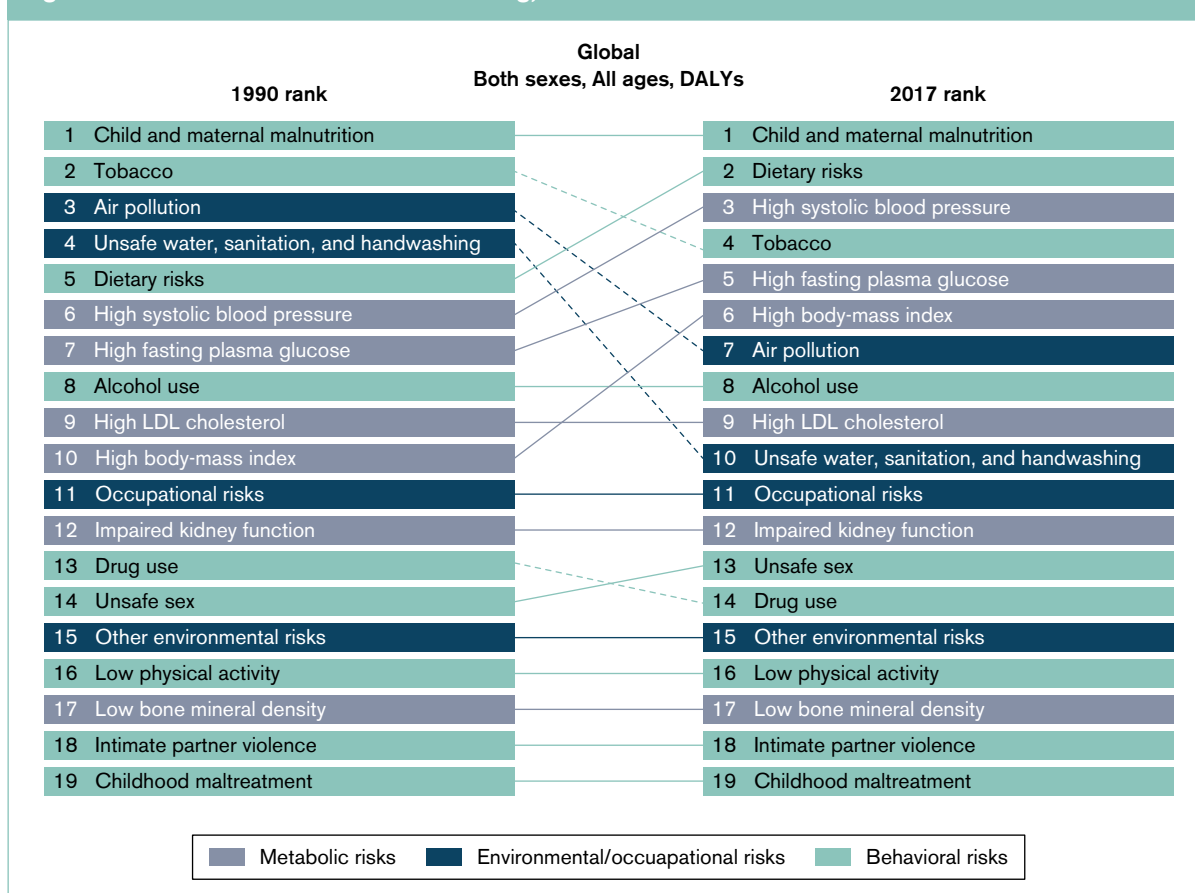 Global
Both sexes, All ages, DALYs
1990 rank
2017 rank
1 Child and maternal malnutrition
2 Tobacco
3 Air pollution
4 Unsafe water, sanitation, and handwashing
5 Dietary risks
6 High systolic blood pressure
7 High fasting plasma glucose
8 Alcohol use
9 High LDL cholesterol
10 High body-mass index
11 Occupational risks
12 Impaired kidney function
13 Drug use
14 Unsafe sex
15 Other environmental risks
16 Low physical activity
17 Low bone mineral density
18 Intimate partner violence
19 Childhood maltreatment
1 Child and maternal malnutrition
2 Dietary risks
3 High systolic blood pressure
4 Tobacco
5 High fasting plasma glucose
6 High body-mass index
7 Air pollution
8 Alcohol use
9 High LDL cholesterol
10 Unsafe water, sanitation, and handwashing
11 Occupational risks
12 Impaired kidney function
13 Unsafe sex
14 Drug use
15 Other environmental risks
16 Low physical activity
17 Low bone mineral density
18 Intimate partner violence
19 Childhood maltreatment
Metabolic risks
Environmental/occuapational risks
Behavioral risks